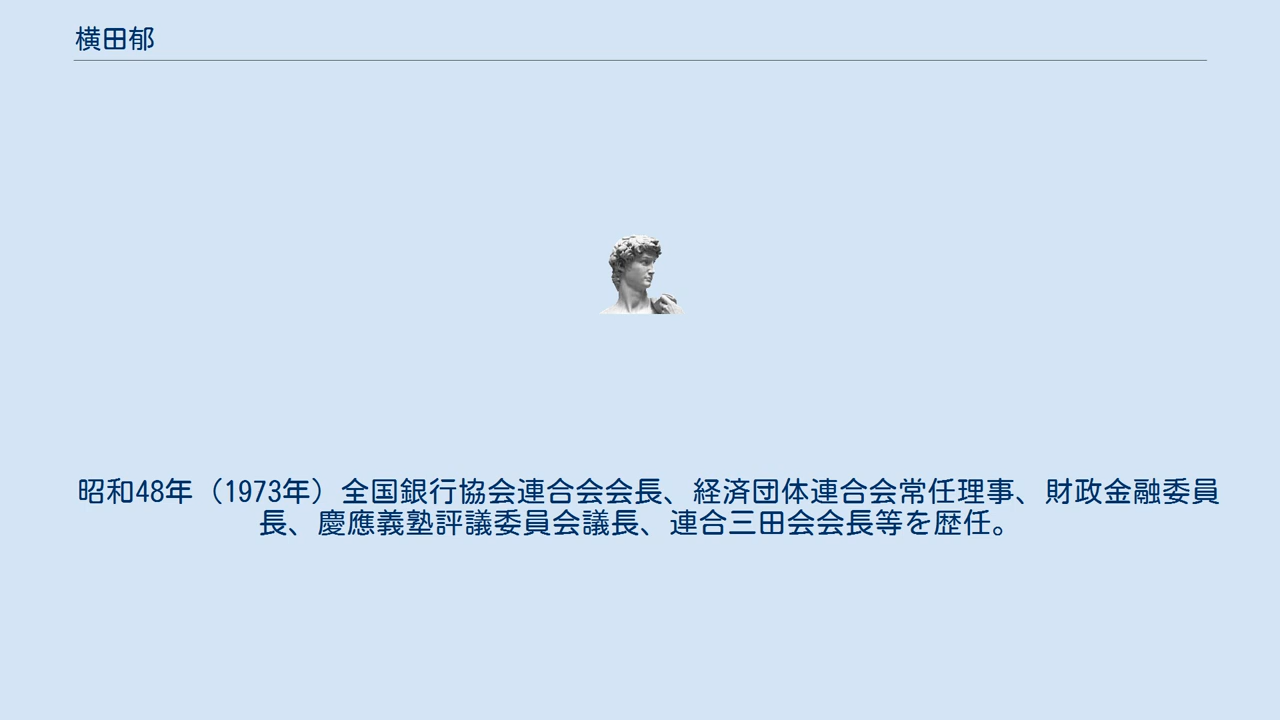 横田郁
昭和48年（1973年）全国銀行協会連合会会長、経済団体連合会常任理事、財政金融委員
長、慶應義塾評議委員会議長、連合三田会会長等を歴任。